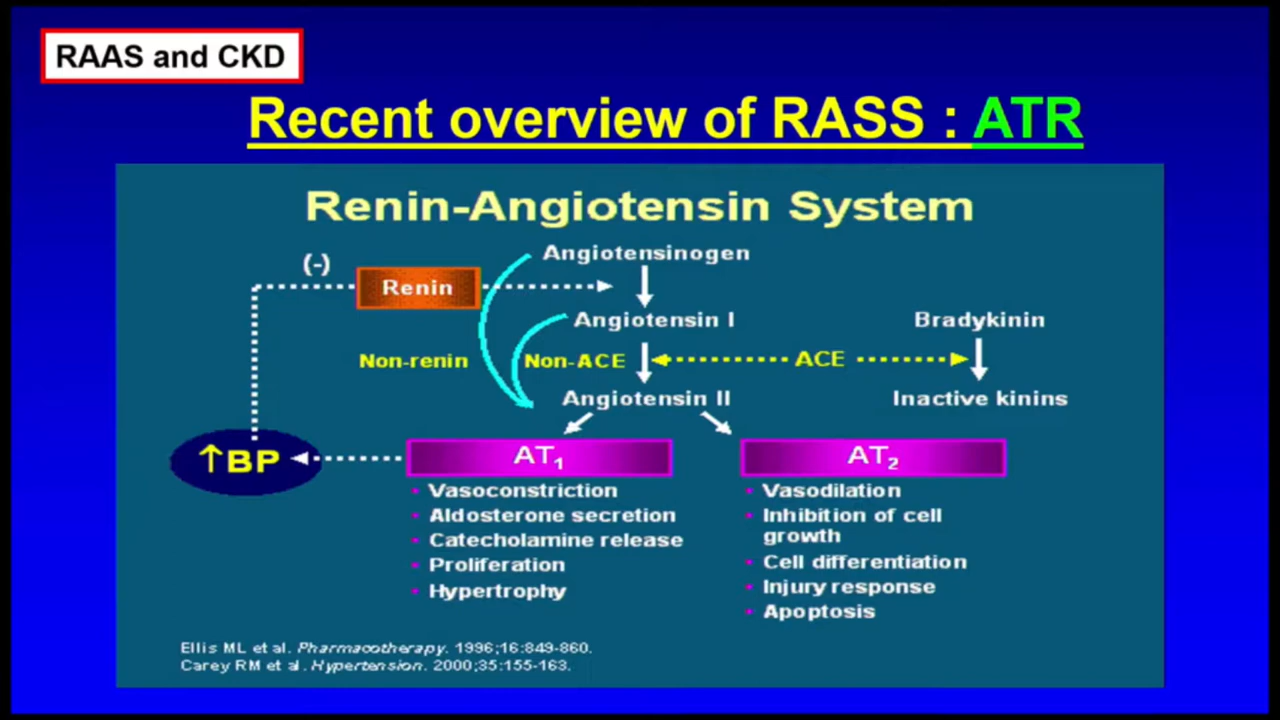 RAAS and CKD
Recent overview of RASS : ATR
Renin-Angiotensin System
(-)
Renin
Angiotensinogen
Angiotensin I
Bradykinin
Non-renin
Non-ACE
ACE
Angiotensin II
Inactive kinins
↑BP
AT1
Vasoconstriction
Aldosterone secretion
Catecholamine release
Proliferation
Hypertrophy
AT2
Vasodilation
Inhibition of cell
growth
Cell differentiation
Injury response
Apoptosis
Ellis ML et al. Pharmacotherapy. 1996;16:849-860.
Carey RM et al. Hypertension. 2000;35:155-163.